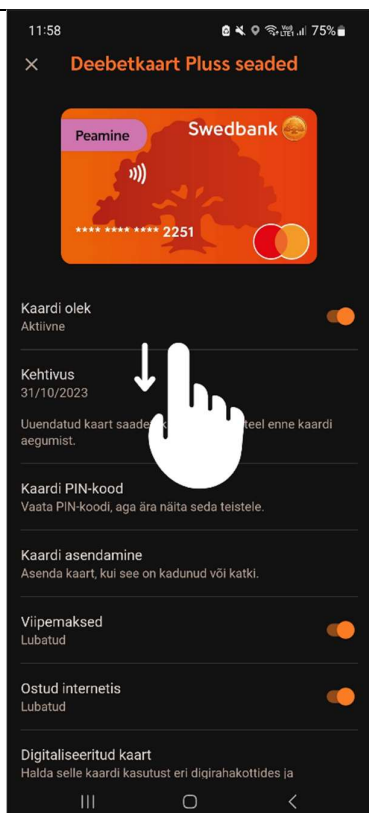 11:58 75%
Deebetkaart Pluss seaded
Peamine
Swedbank
**** **** **** 2251
Kaardi olek
Aktiivne
Kehtivus
31/10/2023
Uuendatud kaart teel enne kaardi
aegumist.
Kaardi PIN-kood
Vaata PIN-koodi, aga ära näita seda teistele.
Kaardi asendamine
Asenda kaart, kui see on kadunud või katki.
Viipemaksed
Lubatud
Ostud internetis
Lubatud
Digitaliseeritud kaart
Halda selle kaardi kasutust eri digirahakottides ja